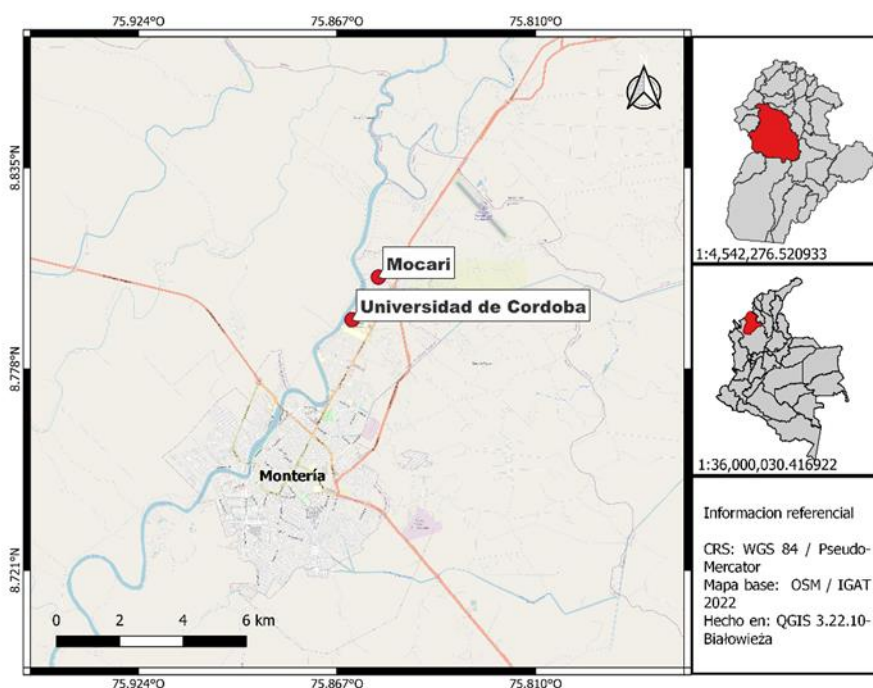 75.924°O 75.867°O 75.810°O
8.835°N
8.778°N
8.721°N
Mocari
Universidad de Cordoba
Montería
0 2 4 6 km
75.924°O 75.867°O 75.810°O
1:4,542,276.520933
1:36,000,030.416922
Informacion referencial
CRS: WGS 84 / Pseudo-
Mercator
Mapa base: OSM / IGAT
2022
Hecho en: QGIS 3.22.10-
Białowieża